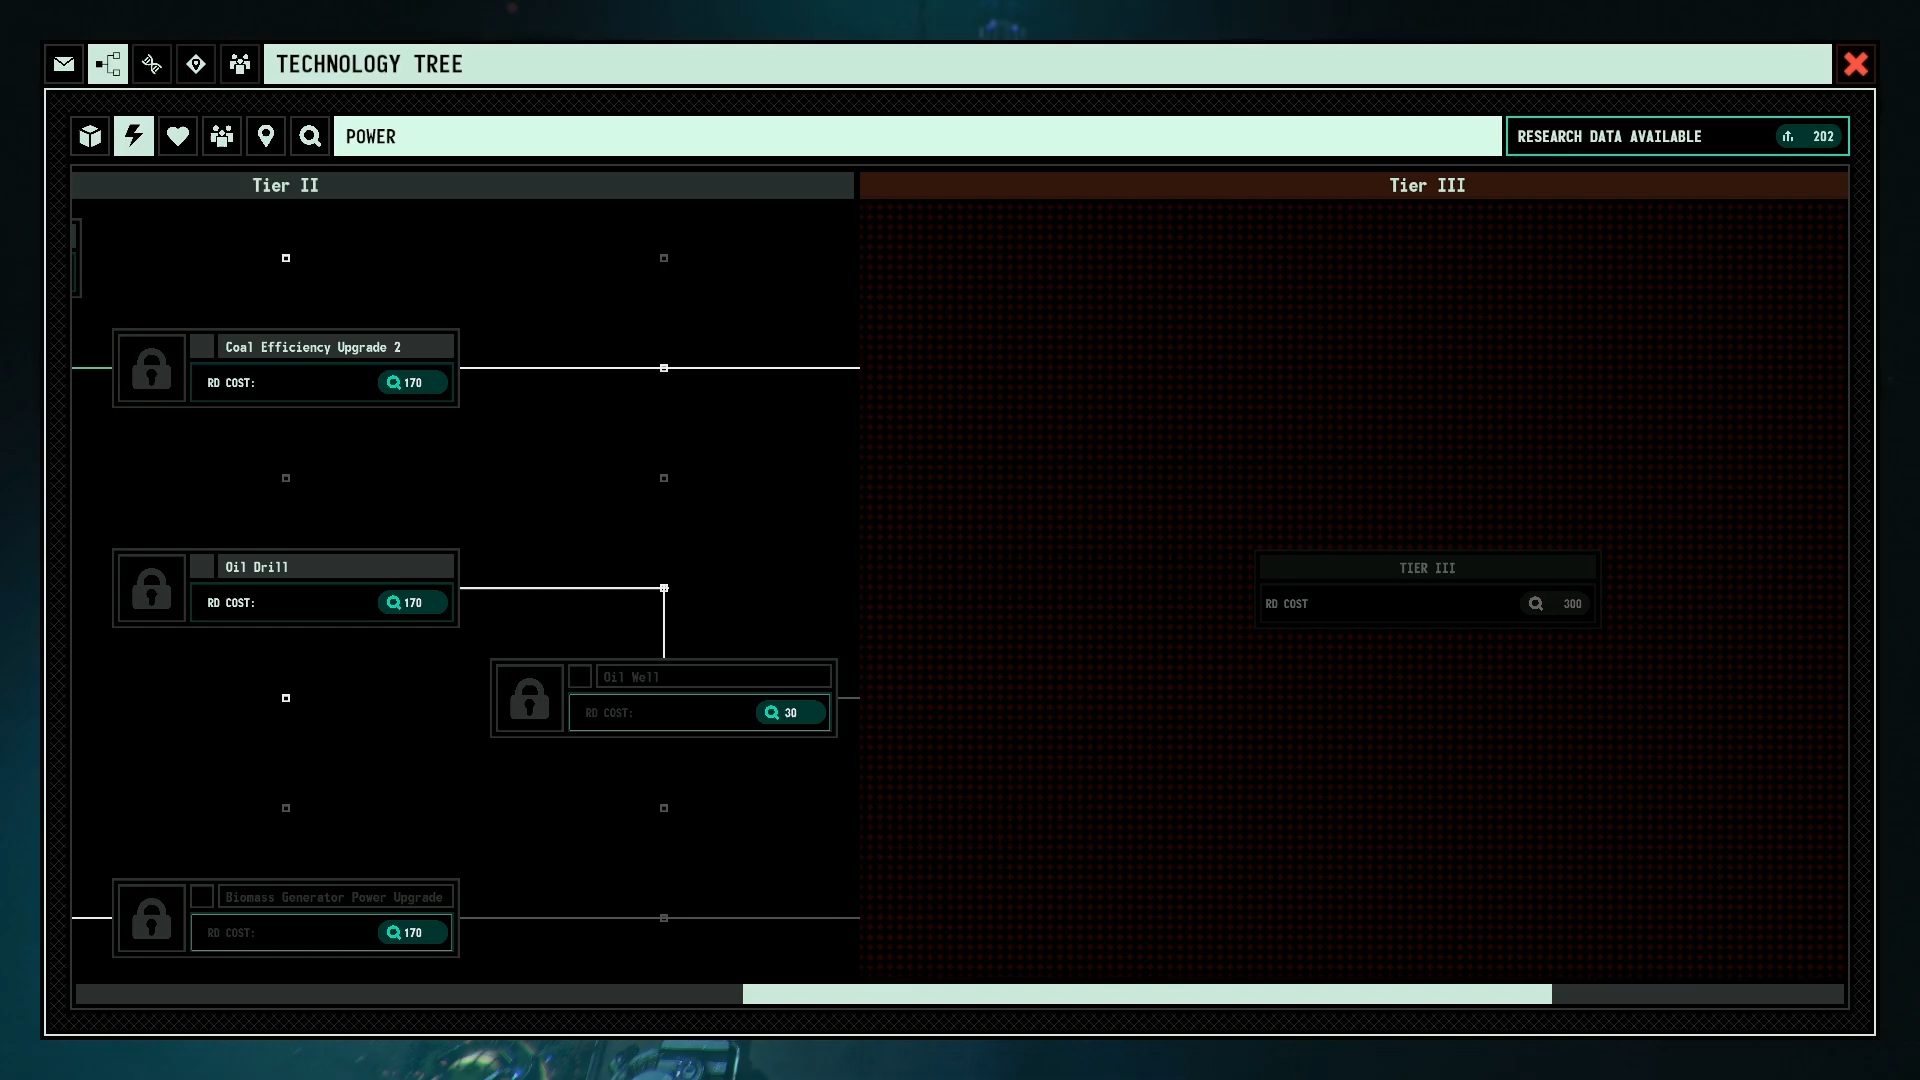 TECHNOLOGY TREE
POWER
RESEARCH DATA AVAILABLE 202
Tier II
Tier III
Coal Efficiency Upgrade 2
RD COST: 170
Oil Drill
RD COST: 170
TIER III
RD COST 300
Oil Well
RD COST: 30
Biomass Generator Power Upgrade
RD COST: 170